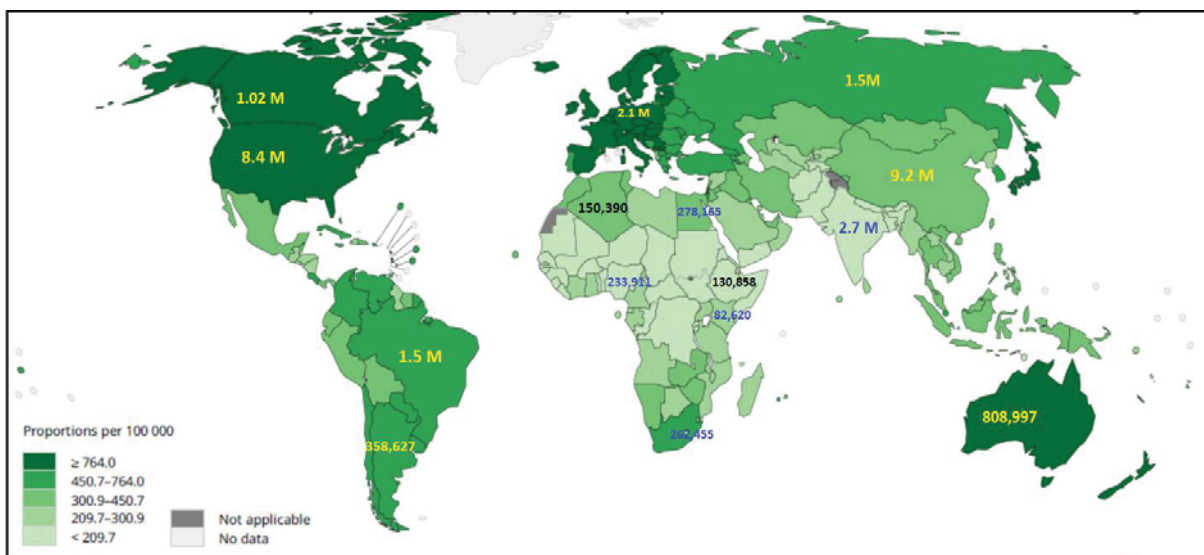 1.02 M
8.4 M
2.1 M
1.5M
9.2 M
150,390
278,165
2.7 M
233,911
130,858
82,620
1.5 M
358,627
262,455
808,997
Proportions per 100 000
≥ 764.0
450.7–764.0
300.9–450.7
209.7–300.9
< 209.7
Not applicable
No data